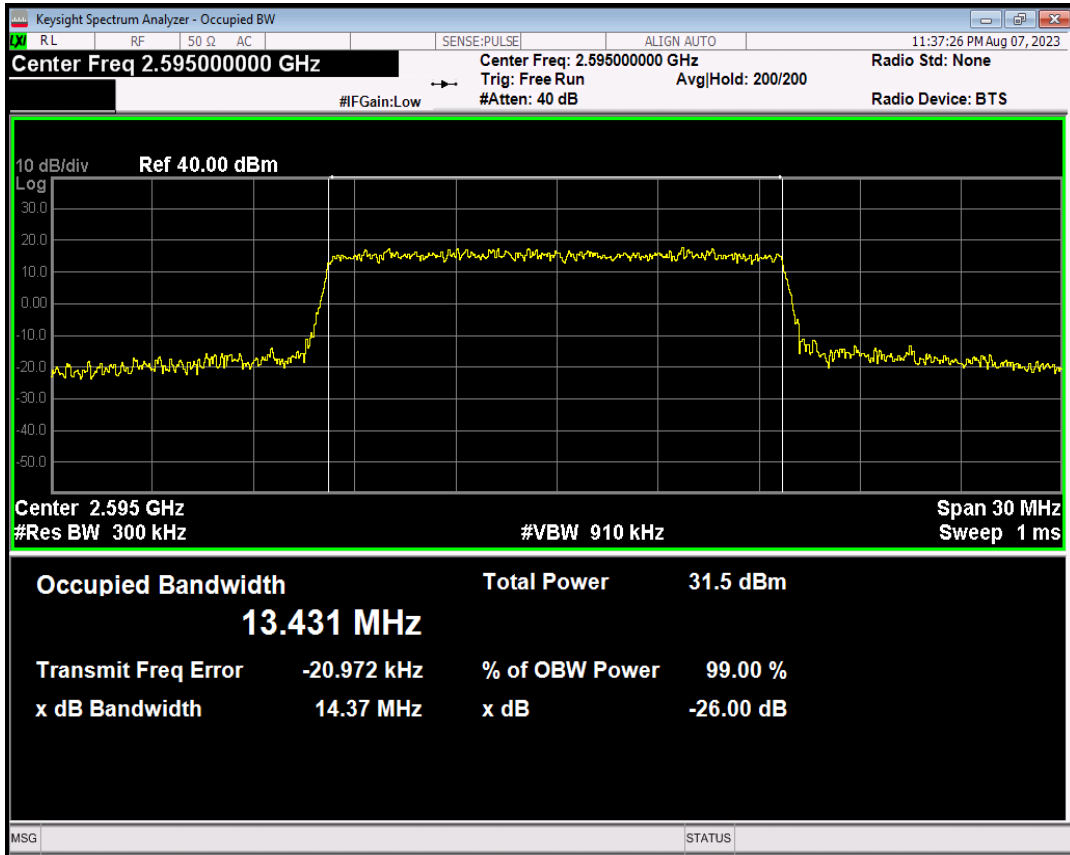 Keysight Spectrum Analyzer - Occupied BW
LXI RL RF 50 Ω AC SENSE:PULSE ALIGN AUTO 11:37:26 PM Aug 07, 2023
Center Freq 2.595000000 GHz
Center Freq: 2.595000000 GHz
Radio Std: None
Trig: Free Run Avg|Hold: 200/200
#IFGain:Low #Atten: 40 dB Radio Device: BTS
10 dB/div Ref 40.00 dBm
Log
30.0
20.0
10.0
0.00
-10.0
-20.0
-30.0
-40.0
-50.0
Center 2.595 GHz Span 30 MHz
#Res BW 300 kHz #VBW 910 kHz Sweep 1 ms
Occupied Bandwidth Total Power 31.5 dBm
13.431 MHz
Transmit Freq Error -20.972 kHz % of OBW Power 99.00 %
x dB Bandwidth 14.37 MHz x dB -26.00 dB
MSG STATUS